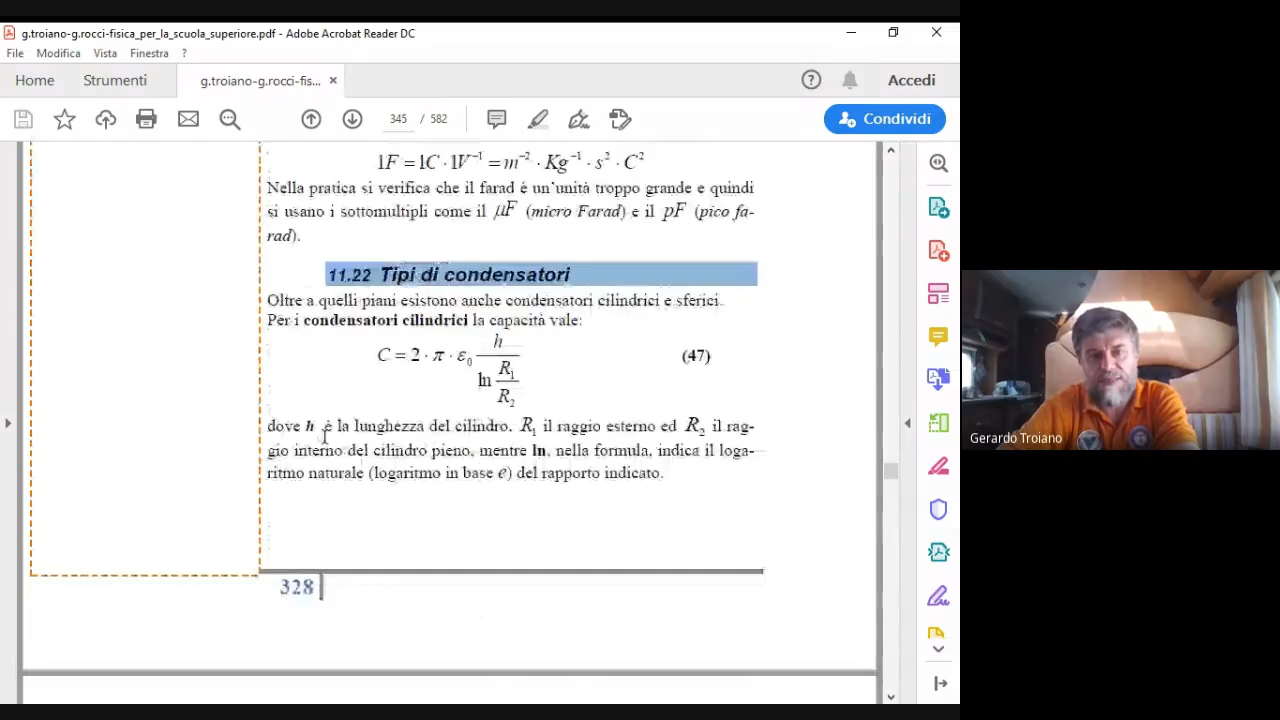 g.troiano-g.rocci-fisica_per_la_scuola_superiore.pdf - Adobe Acrobat Reader DC
File Modifica Vista Finestra ?
Home Strumenti g.troiano-g.rocci-fis... × Accedi
345 / 582 Condividi
1F = 1C · 1V⁻¹ = m⁻² · Kg⁻¹ · s² · C²
Nella pratica si verifica che il farad è un'unità troppo grande e quindi
si usano i sottomultipli come il μF (micro Farad) e il pF (pico fa-
rad).
11.22 Tipi di condensatori
Oltre a quelli piani esistono anche condensatori cilindrici e sferici.
Per i condensatori cilindrici la capacità vale:
C = 2 · π · ε₀ h / ln R₁/R₂ (47)
dove h è la lunghezza del cilindro. R₁ il raggio esterno ed R₂ il rag-
gio interno del cilindro pieno, mentre ln, nella formula, indica il loga-
ritmo naturale (logaritmo in base e) del rapporto indicato.
328
Gerardo Troiano